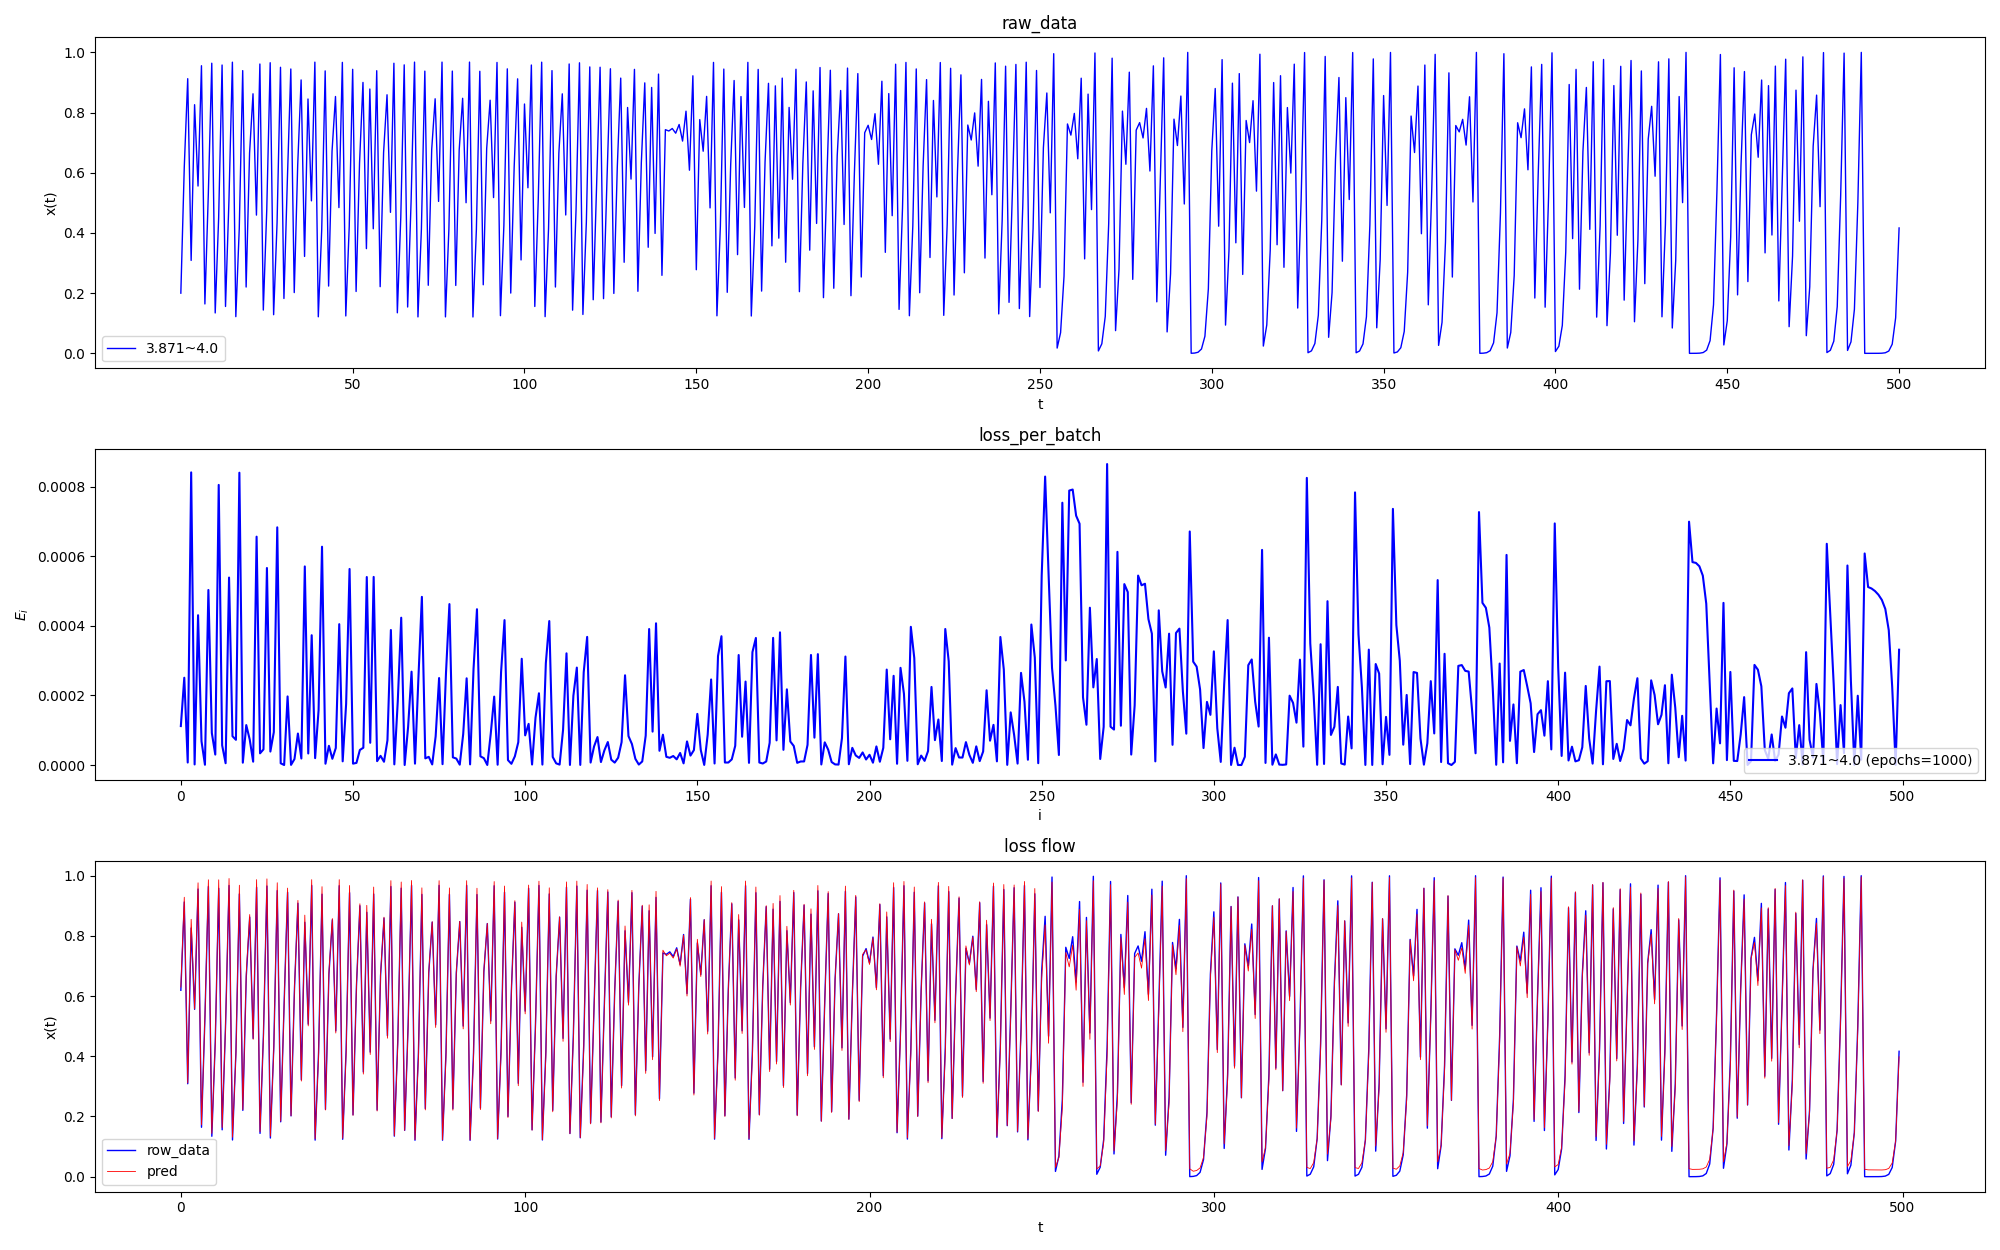 raw_data
1.0
0.8
0.6
0.4
0.2
0.0
x(t)
3.871~4.0
50 100 150 200 250 300 350 400 450 500
t
loss_per_batch
0.0008
0.0006
0.0004
0.0002
0.0000
E_i
3.871~4.0 (epochs=1000)
0 50 100 150 200 250 300 350 400 450 500
i
loss flow
1.0
0.8
0.6
0.4
0.2
0.0
x(t)
row_data
pred
0 100 200 300 400 500
t